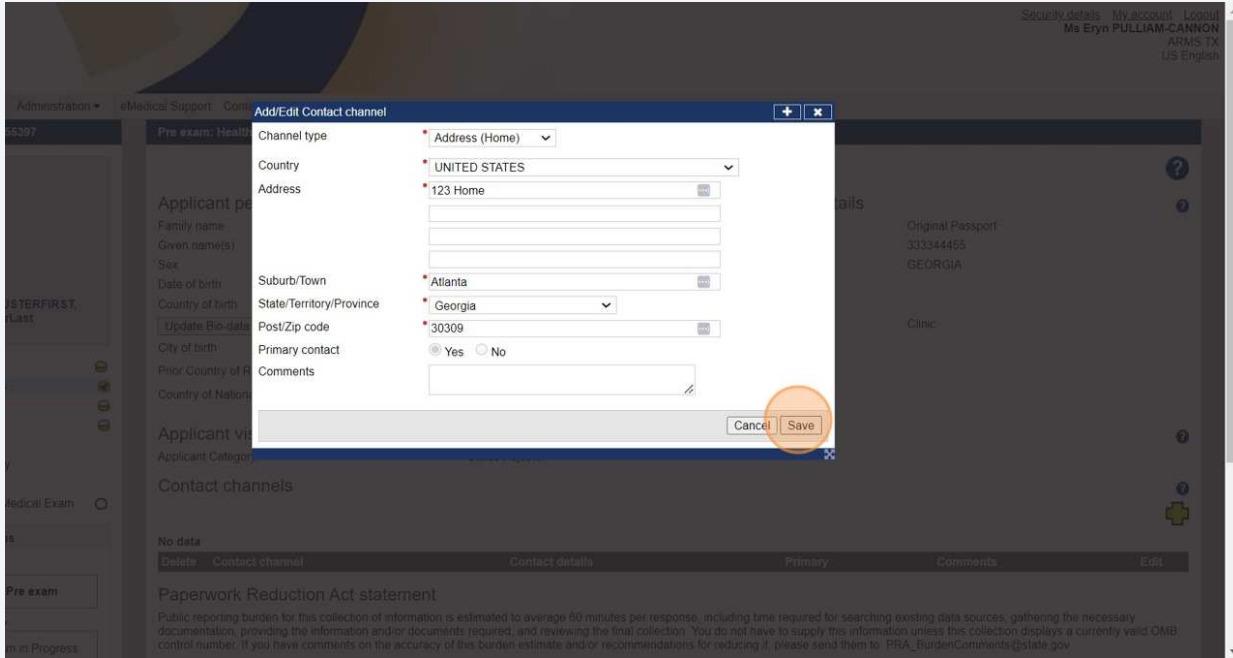 Security details My account Logout
Ms Eryn PULLIAM-CANNON
ARMS TX
US English
Administration eMedical Support Conta
55397
Pre exam: Health
Add/Edit Contact channel
Channel type * Address (Home)
Country * UNITED STATES
Address * 123 Home
Suburb/Town * Atlanta
State/Territory/Province * Georgia
Post/Zip code * 30309
Primary contact Yes No
Comments
Cancel Save
Applicant pe
tails
Family name
Original Passport
Given name(s)
333344455
Sex
GEORGIA
Date of birth
USTERFIRST,
Country of birth
rLast
Update Bio-data
Clinic
City of birth
Prior Country of R
Country of Nationa
Applicant vis
Applicant Category
Contact channels
Medical Exam
No data
Delete Contact channel Contact details Primary Comments Edit
Pre exam
Paperwork Reduction Act statement
Public reporting burden for this collection of information is estimated to average 60 minutes per response, including time required for searching existing data sources, gathering the necessary
documentation, providing the information and/or documents required, and reviewing the final collection. You do not have to supply this information unless this collection displays a currently valid OMB
control number. If you have comments on the accuracy of this burden estimate and/or recommendations for reducing it, please send them to: PRA_BurdenComments@state.gov
m in Progress